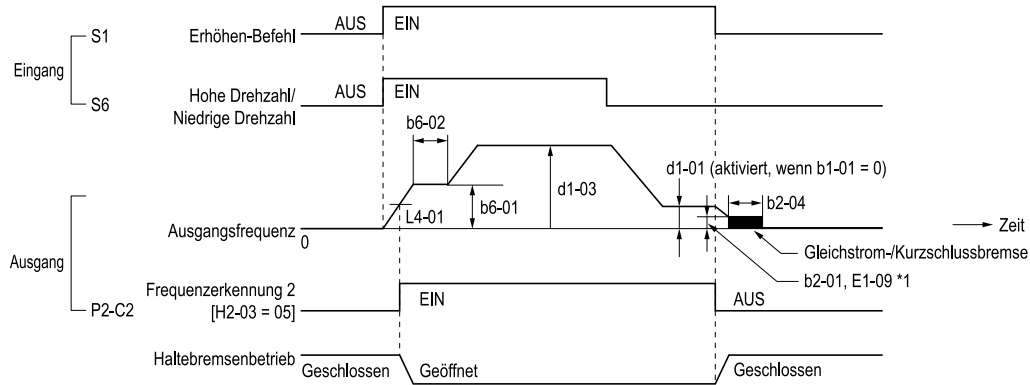 AUS EIN
S1 Erhöhen-Befehl
Eingang
S6 Hohe Drehzahl/
Niedrige Drehzahl
AUS EIN
b6-02
d1-01 (aktiviert, wenn b1-01 = 0)
d1-03
b2-04
L4-01
b6-01
Ausgangsfrequenz
0
Zeit
Gleichstrom-/Kurzschlussbremse
b2-01, E1-09 *1
Ausgang
P2-C2
Frequenzerkennung 2
[H2-03 = 05]
EIN AUS
Haltebremsenbetrieb
Geschlossen Geöffnet Geschlossen